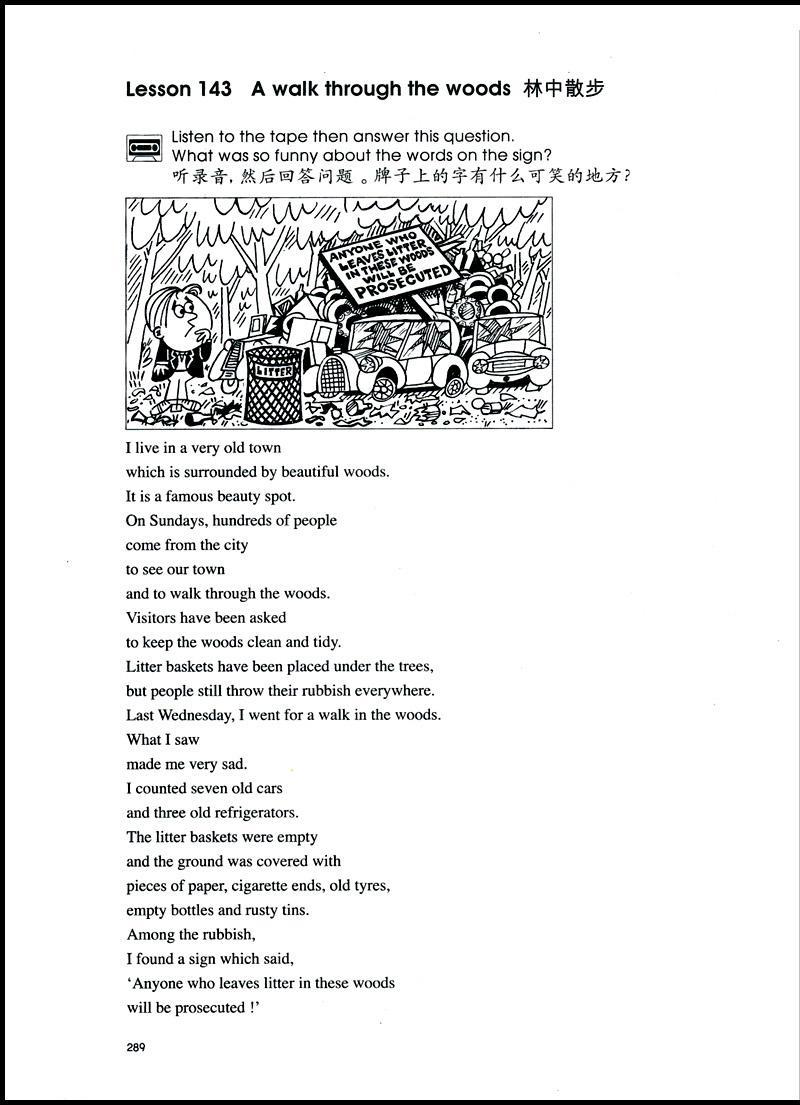 Lesson 143 A walk through the woods 林中散步
Listen to the tape then answer this question.
What was so funny about the words on the sign?
听录音，然后回答问题。牌子上的字有什么可笑的地方？
ANYONE WHO
LEAVES LITTER
IN THESE WOODS
WILL BE
PROSECUTED
LITTER
I live in a very old town
which is surrounded by beautiful woods.
It is a famous beauty spot.
On Sundays, hundreds of people
come from the city
to see our town
and to walk through the woods.
Visitors have been asked
to keep the woods clean and tidy.
Litter baskets have been placed under the trees,
but people still throw their rubbish everywhere.
Last Wednesday, I went for a walk in the woods.
What I saw
made me very sad.
I counted seven old cars
and three old refrigerators.
The litter baskets were empty
and the ground was covered with
pieces of paper, cigarette ends, old tyres,
empty bottles and rusty tins.
Among the rubbish,
I found a sign which said,
‘Anyone who leaves litter in these woods
will be prosecuted !’
289